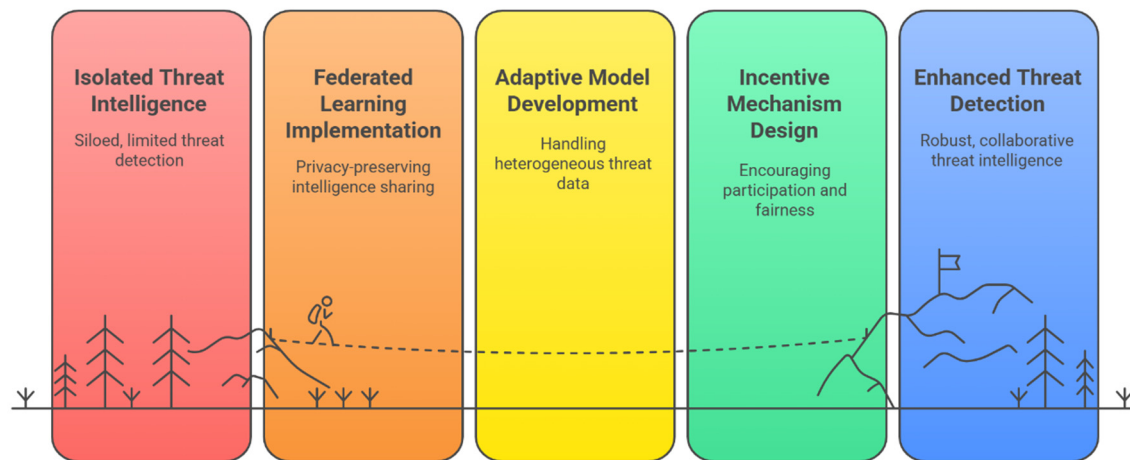 Isolated Threat
Intelligence
Siloed, limited threat
detection
Federated
Learning
Implementation
Privacy-preserving
intelligence sharing
Adaptive Model
Development
Handling
heterogeneous threat
data
Incentive
Mechanism
Design
Encouraging
participation and
fairness
Enhanced Threat
Detection
Robust, collaborative
threat intelligence